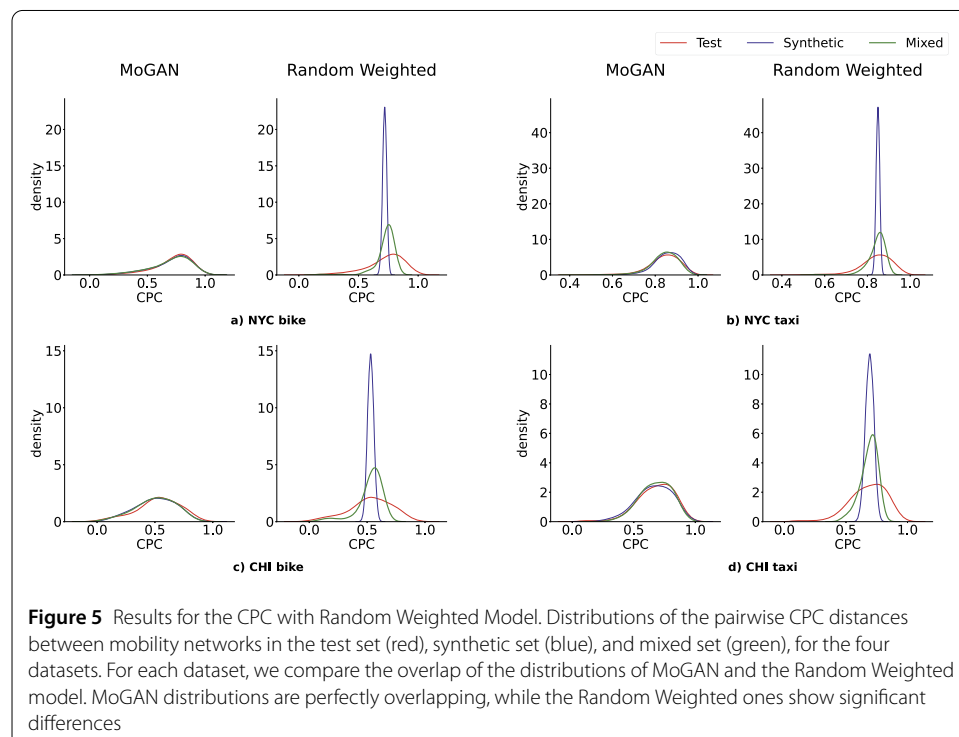 Test Synthetic Mixed
MoGAN Random Weighted MoGAN Random Weighted
density
20
15
10
5
0
0.0 0.5 1.0
CPC
20
15
10
5
0
0.0 0.5 1.0
CPC
a) NYC bike
density
40
30
20
10
0
0.4 0.6 0.8 1.0
CPC
40
30
20
10
0
0.4 0.6 0.8 1.0
CPC
b) NYC taxi
density
15
10
5
0
0.0 0.5 1.0
CPC
15
10
5
0
0.0 0.5 1.0
CPC
c) CHI bike
density
10
8
6
4
2
0
0.0 0.5 1.0
CPC
10
8
6
4
2
0
0.0 0.5 1.0
CPC
d) CHI taxi
Figure 5 Results for the CPC with Random Weighted Model. Distributions of the pairwise CPC distances
between mobility networks in the test set (red), synthetic set (blue), and mixed set (green), for the four
datasets. For each dataset, we compare the overlap of the distributions of MoGAN and the Random Weighted
model. MoGAN distributions are perfectly overlapping, while the Random Weighted ones show significant
differences